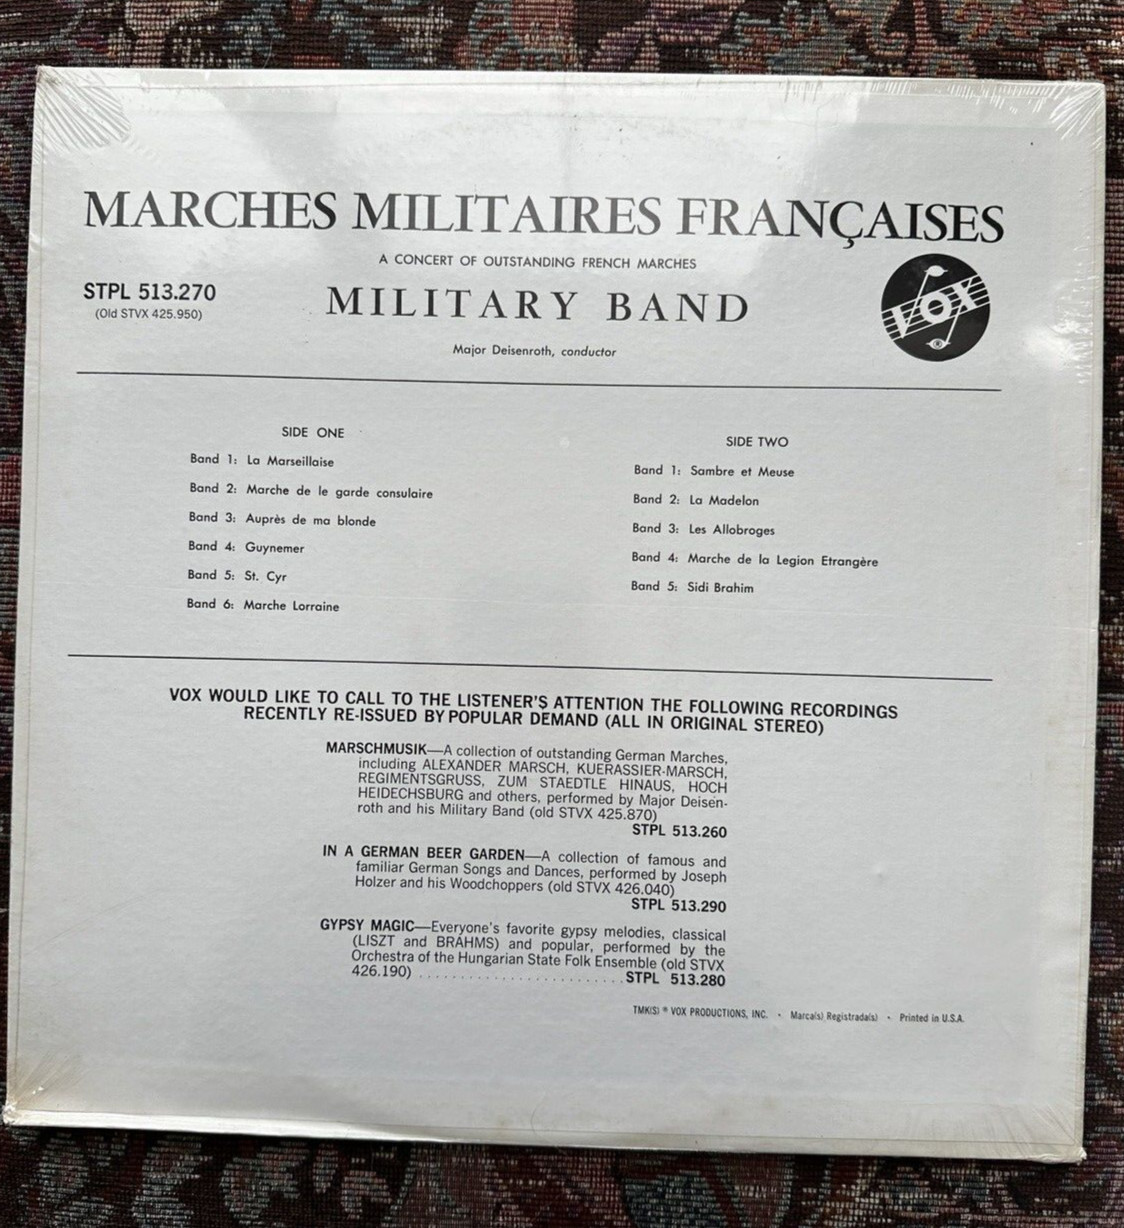 MARCHES MILITAIRES FRANÇAISES
A CONCERT OF OUTSTANDING FRENCH MARCHES
STPL 513.270
(Old STVX 425.950)
MILITARY BAND
VOX
Major Deisenroth, conductor
SIDE ONE
Band 1: La Marseillaise
Band 2: Marche de le garde consulaire
Band 3: Auprès de ma blonde
Band 4: Guynemer
Band 5: St. Cyr
Band 6: Marche Lorraine
SIDE TWO
Band 1: Sambre et Meuse
Band 2: La Madelon
Band 3: Les Allobroges
Band 4: Marche de la Legion Etrangère
Band 5: Sidi Brahim
VOX WOULD LIKE TO CALL TO THE LISTENER'S ATTENTION THE FOLLOWING RECORDINGS
RECENTLY RE-ISSUED BY POPULAR DEMAND (ALL IN ORIGINAL STEREO)
MARSCHMUSIK—A collection of outstanding German Marches,
including ALEXANDER MARSCH, KUERASSIER-MARSCH,
REGIMENTSGRUSS, ZUM STAEDTLE HINAUS, HOCH
HEIDECHSBURG and others, performed by Major Deisen-
roth and his Military Band (old STVX 425.870)
STPL 513.260
IN A GERMAN BEER GARDEN—A collection of famous and
familiar German Songs and Dances, performed by Joseph
Holzer and his Woodchoppers (old STVX 426.040)
STPL 513.290
GYPSY MAGIC—Everyone's favorite gypsy melodies, classical
(LISZT and BRAHMS) and popular, performed by the
Orchestra of the Hungarian State Folk Ensemble (old STVX
426.190) . . . . . . . . . . . . . . . . . . . . . . . . . STPL 513.280
TMK(S) ® VOX PRODUCTIONS, INC. • Marca(s) Registrada(s) • Printed in U.S.A.